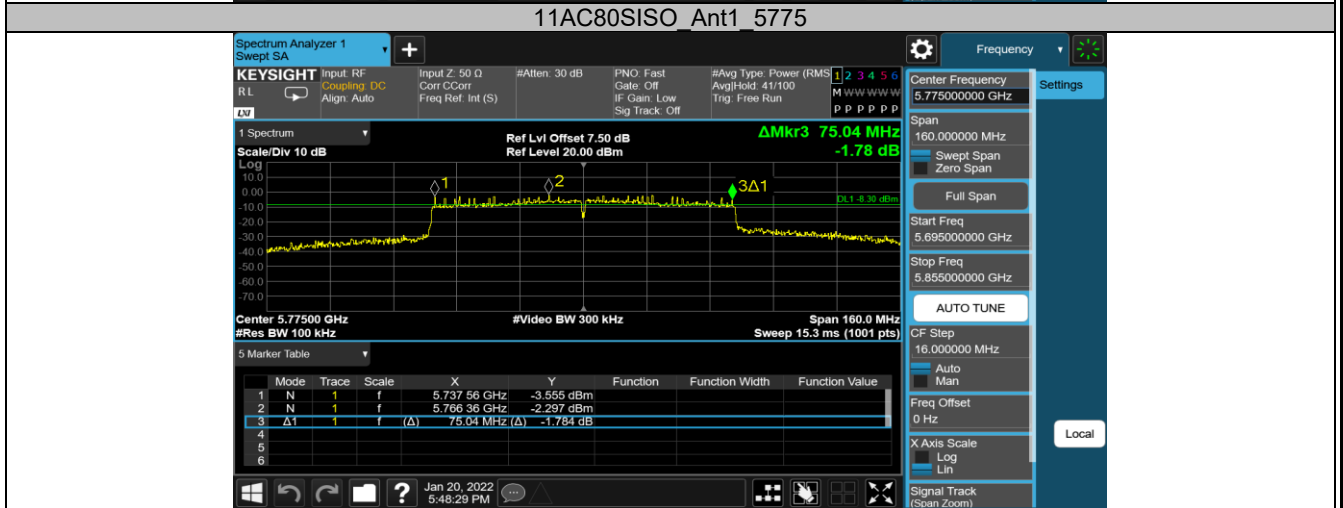 11AC80SISO_Ant1_5775
Spectrum Analyzer 1
Swept SA
+
Frequency
KEYSIGHT
RL
LXI
Input: RF
Coupling: DC
Align: Auto
Input Z: 50 Ω
Corr CCorr
Freq Ref: Int (S)
#Atten: 30 dB
PNO: Fast
Gate: Off
IF Gain: Low
Sig Track: Off
#Avg Type: Power (RMS
Avg|Hold: 41/100
Trig: Free Run
1 2 3 4 5 6
M W W W W W
P P P P P P
1 Spectrum
Scale/Div 10 dB
Ref Lvl Offset 7.50 dB
Ref Level 20.00 dBm
ΔMkr3 75.04 MHz
-1.78 dB
Log
10.0
0.00
-10.0
-20.0
-30.0
-40.0
-50.0
-60.0
-70.0
1
2
3Δ1
DL1 -8.30 dBm
Center 5.77500 GHz
#Res BW 100 kHz
#Video BW 300 kHz
Span 160.0 MHz
Sweep 15.3 ms (1001 pts)
5 Marker Table
Mode Trace Scale X Y Function Function Width Function Value
1 N 1 f 5.737 56 GHz -3.555 dBm
2 N 1 f 5.766 36 GHz -2.297 dBm
3 Δ1 1 f (Δ) 75.04 MHz (Δ) -1.784 dB
4
5
6
?
Jan 20, 2022
5:48:29 PM
Center Frequency
5.775000000 GHz
Span
160.000000 MHz
Swept Span
Zero Span
Full Span
Start Freq
5.695000000 GHz
Stop Freq
5.855000000 GHz
AUTO TUNE
CF Step
16.000000 MHz
Auto
Man
Freq Offset
0 Hz
X Axis Scale
Log
Lin
Signal Track
(Span Zoom)
Settings
Local